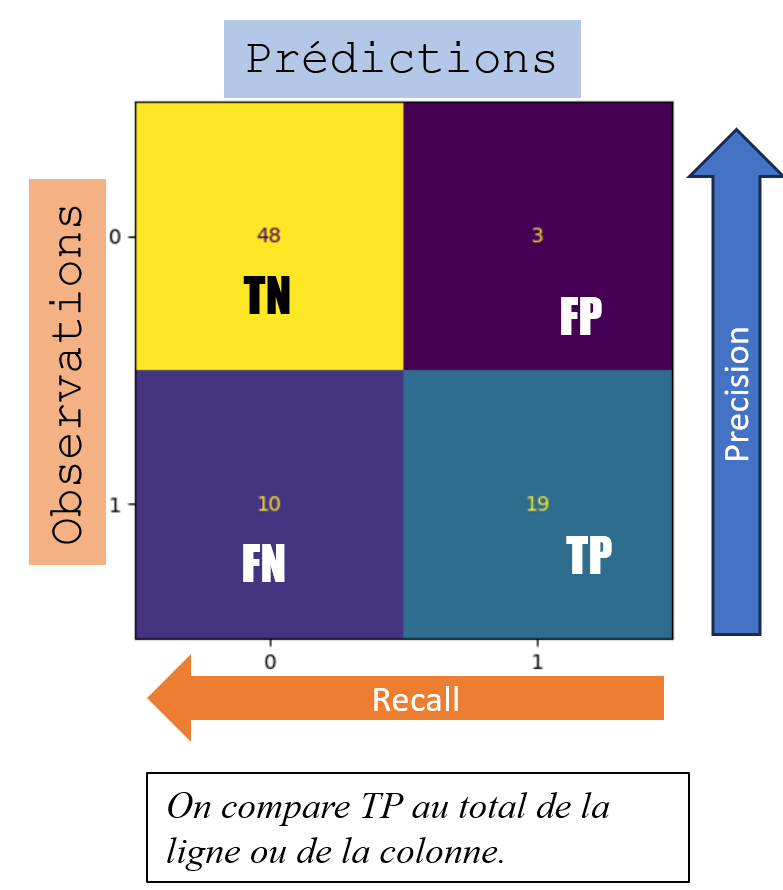 Prédictions
Observations
0
48
3
TN
FP
Precision
1
10
19
FN
TP
0
1
Recall
On compare TP au total de la
ligne ou de la colonne.